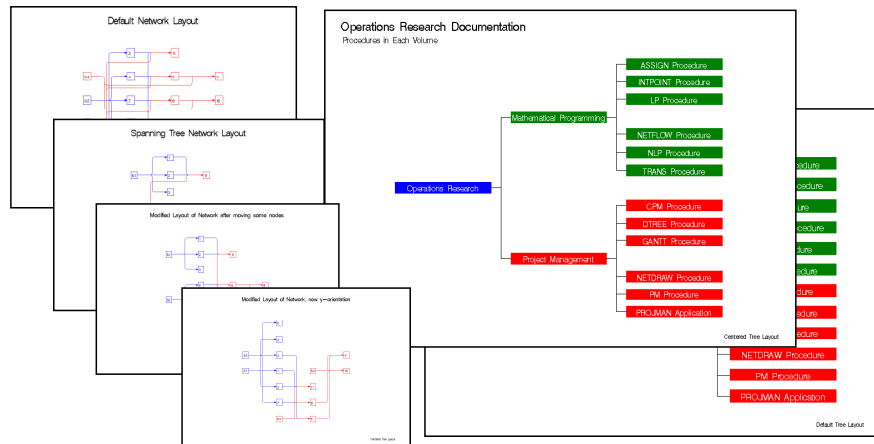 Default Network Layout
Spanning Tree Network Layout
Modified Layout of Network after moving some nodes
Modified Layout of Network, new y-orientation
Operations Research Documentation
Procedures in Each Volume
ASSIGN Procedure
INTPOINT Procedure
LP Procedure
Mathematical Programming
NETFLOW Procedure
NLP Procedure
TRANS Procedure
Operations Research
CPM Procedure
DTREE Procedure
GANTT Procedure
Project Management
NETDRAW Procedure
PM Procedure
PROJMAN Application
Centered Tree Layout
NETDRAW Procedure
PM Procedure
PROJMAN Application
Default Tree Layout